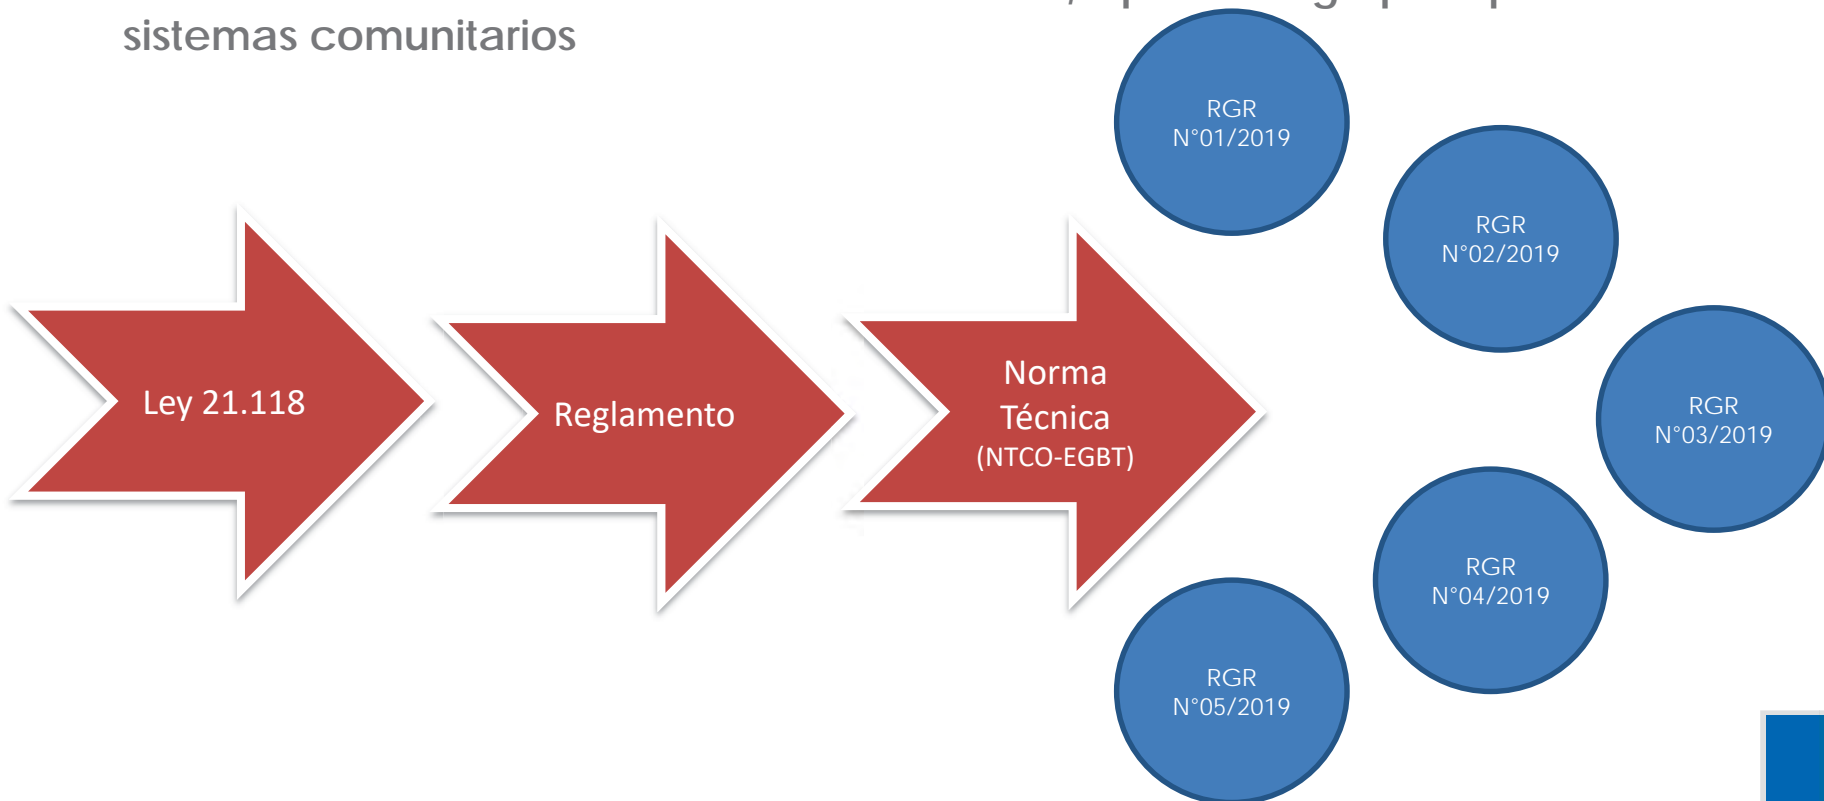 sistemas comunitarios
Ley 21.118
Reglamento
Norma
Técnica
(NTCO-EGBT)
RGR
N°01/2019
RGR
N°02/2019
RGR
N°03/2019
RGR
N°04/2019
RGR
N°05/2019